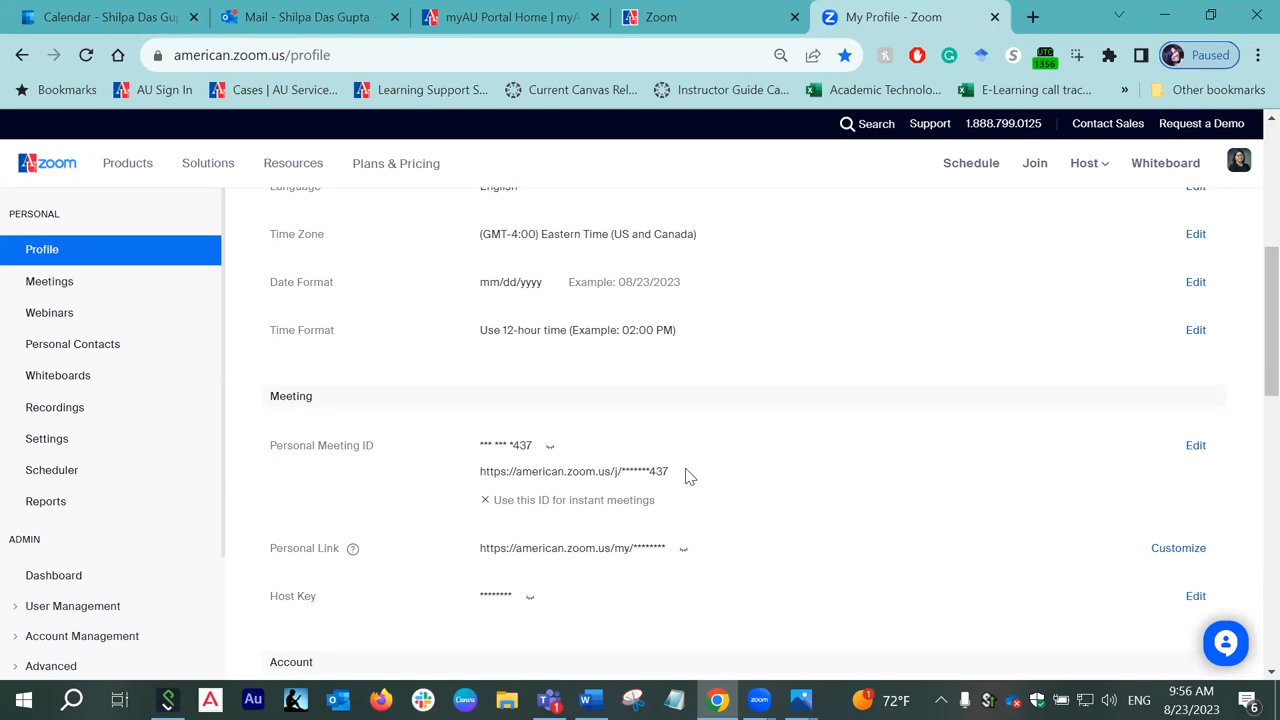 Calendar - Shilpa Das Gup
Mail - Shilpa Das Gupta - O
myAU Portal Home | myA
Zoom
My Profile - Zoom
american.zoom.us/profile
UTC
1356
Paused
Bookmarks
AU Sign In
Cases | AU Service...
Learning Support S...
Current Canvas Rel...
Instructor Guide Ca...
Academic Technolo...
E-Learning call trac...
»
Other bookmarks
Search
Support
1.888.799.0125
Contact Sales
Request a Demo
zoom
Products
Solutions
Resources
Plans & Pricing
Schedule
Join
Host
Whiteboard
PERSONAL
Profile
Meetings
Webinars
Personal Contacts
Whiteboards
Recordings
Settings
Scheduler
Reports
ADMIN
Dashboard
User Management
Account Management
Advanced
Language English Edit
Time Zone (GMT-4:00) Eastern Time (US and Canada) Edit
Date Format mm/dd/yyyy Example: 08/23/2023 Edit
Time Format Use 12-hour time (Example: 02:00 PM) Edit
Meeting
Personal Meeting ID *** *** *437 Edit
https://american.zoom.us/j/*******437
× Use this ID for instant meetings
Personal Link ? https://american.zoom.us/my/******** Customize
Host Key ******** Edit
Account
72°F
ENG
9:56 AM
8/23/2023
6